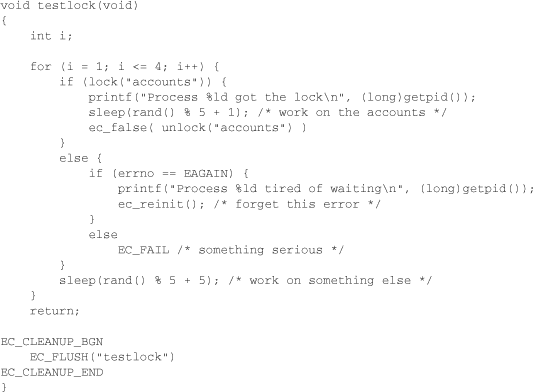 void testlock(void)
{
    int i;

    for (i = 1; i <= 4; i++) {
        if (lock("accounts")) {
            printf("Process %ld got the lock\n", (long)getpid());
            sleep(rand() % 5 + 1); /* work on the accounts */
            ec_false( unlock("accounts") )
        }
        else {
            if (errno == EAGAIN) {
                printf("Process %ld tired of waiting\n", (long)getpid());
                ec_reinit(); /* forget this error */
            }
            else
                EC_FAIL /* something serious */
        }
        sleep(rand() % 5 + 5); /* work on something else */
    }
    return;

EC_CLEANUP_BGN
    EC_FLUSH("testlock")
EC_CLEANUP_END
}